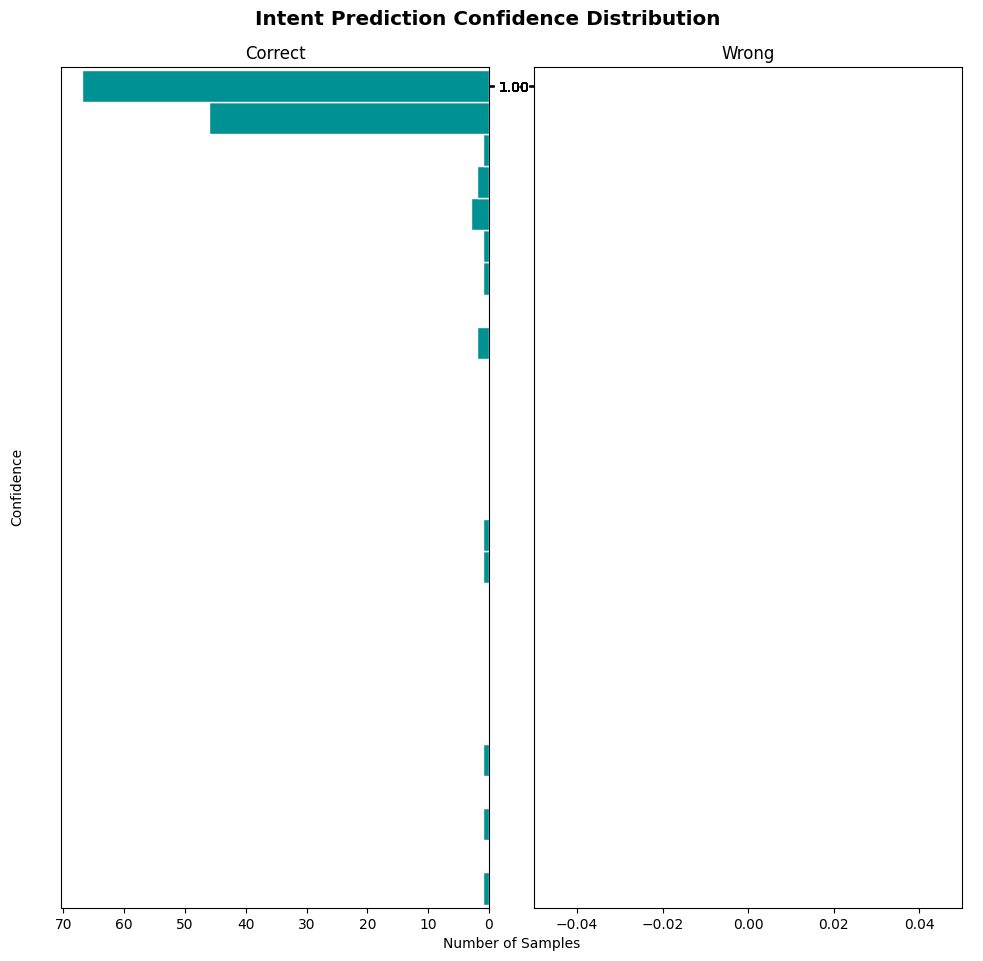 Intent Prediction Confidence Distribution
Correct
Wrong
1.00
Confidence
70 60 50 40 30 20 10 0
−0.04 −0.02 0.00 0.02 0.04
Number of Samples